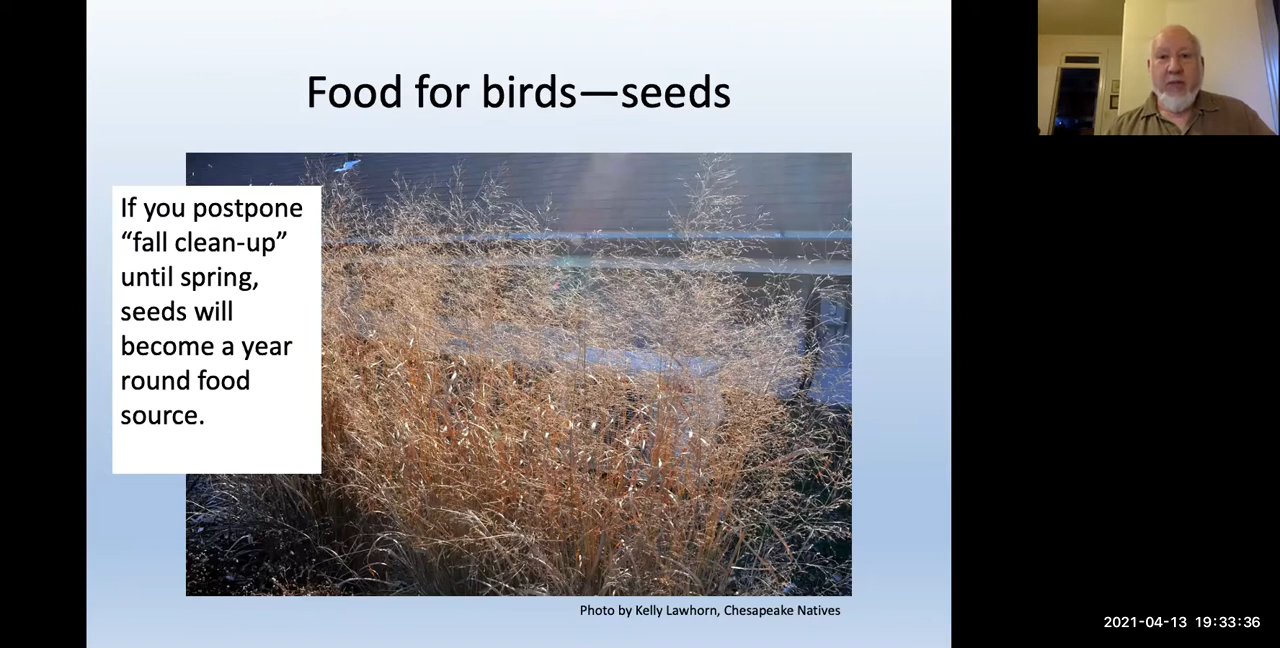 Food for birds—seeds
If you postpone
“fall clean-up”
until spring,
seeds will
become a year
round food
source.
Photo by Kelly Lawhorn, Chesapeake Natives
2021-04-13 19:33:36